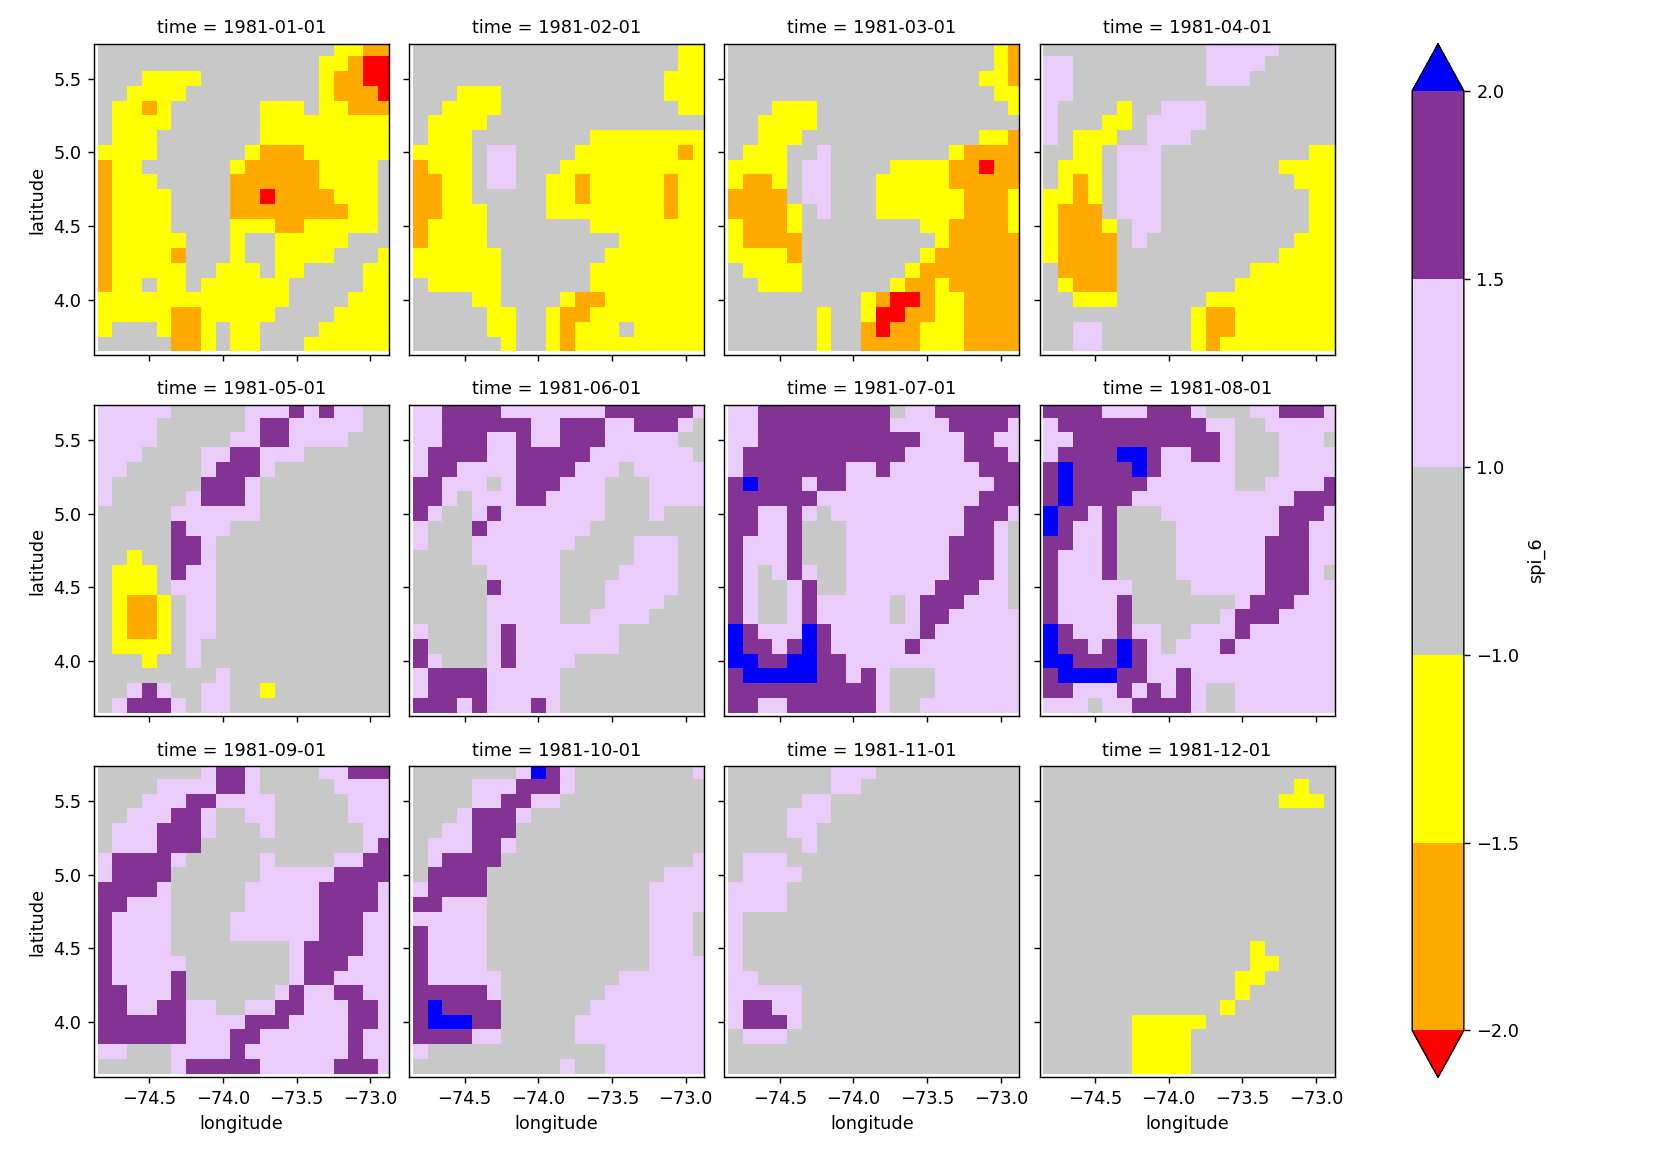 time = 1981-01-01
time = 1981-02-01
time = 1981-03-01
time = 1981-04-01
5.5
5.0
4.5
4.0
latitude
time = 1981-05-01
time = 1981-06-01
time = 1981-07-01
time = 1981-08-01
5.5
5.0
4.5
4.0
latitude
time = 1981-09-01
time = 1981-10-01
time = 1981-11-01
time = 1981-12-01
5.5
5.0
4.5
4.0
latitude
−74.5 −74.0 −73.5 −73.0
−74.5 −74.0 −73.5 −73.0
−74.5 −74.0 −73.5 −73.0
−74.5 −74.0 −73.5 −73.0
longitude
longitude
longitude
longitude
2.0
1.5
1.0
−1.0
−1.5
−2.0
spi_6